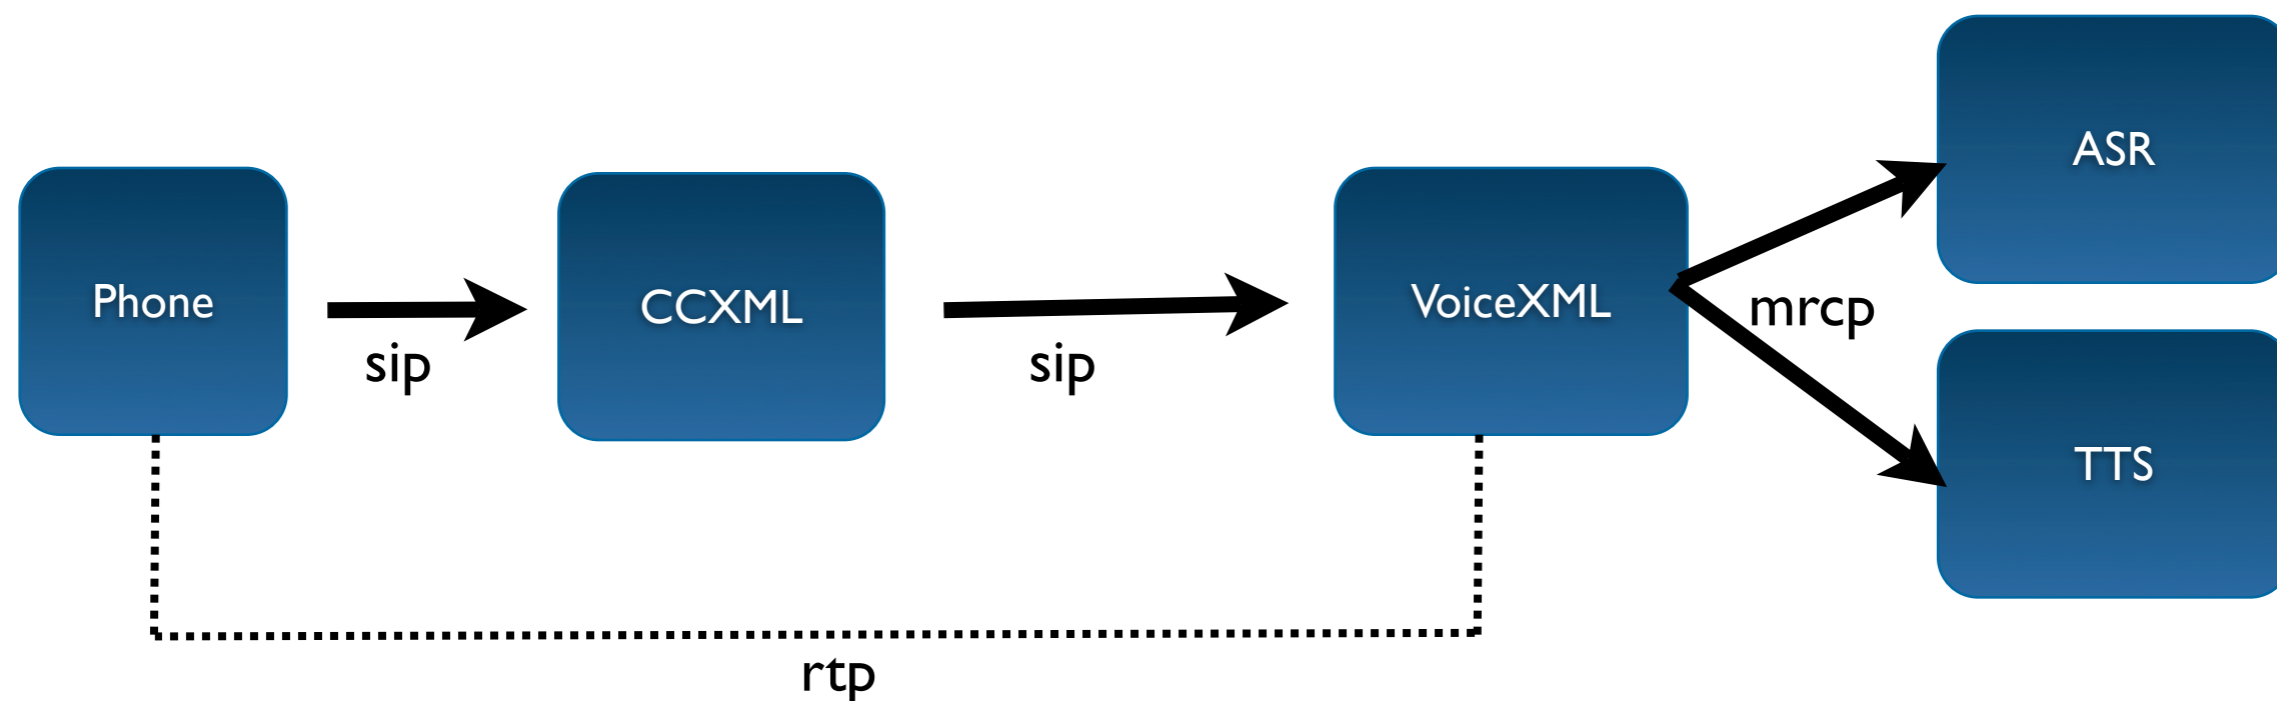 Phone
sip
CCXML
sip
VoiceXML
mrcp
ASR
TTS
rtp